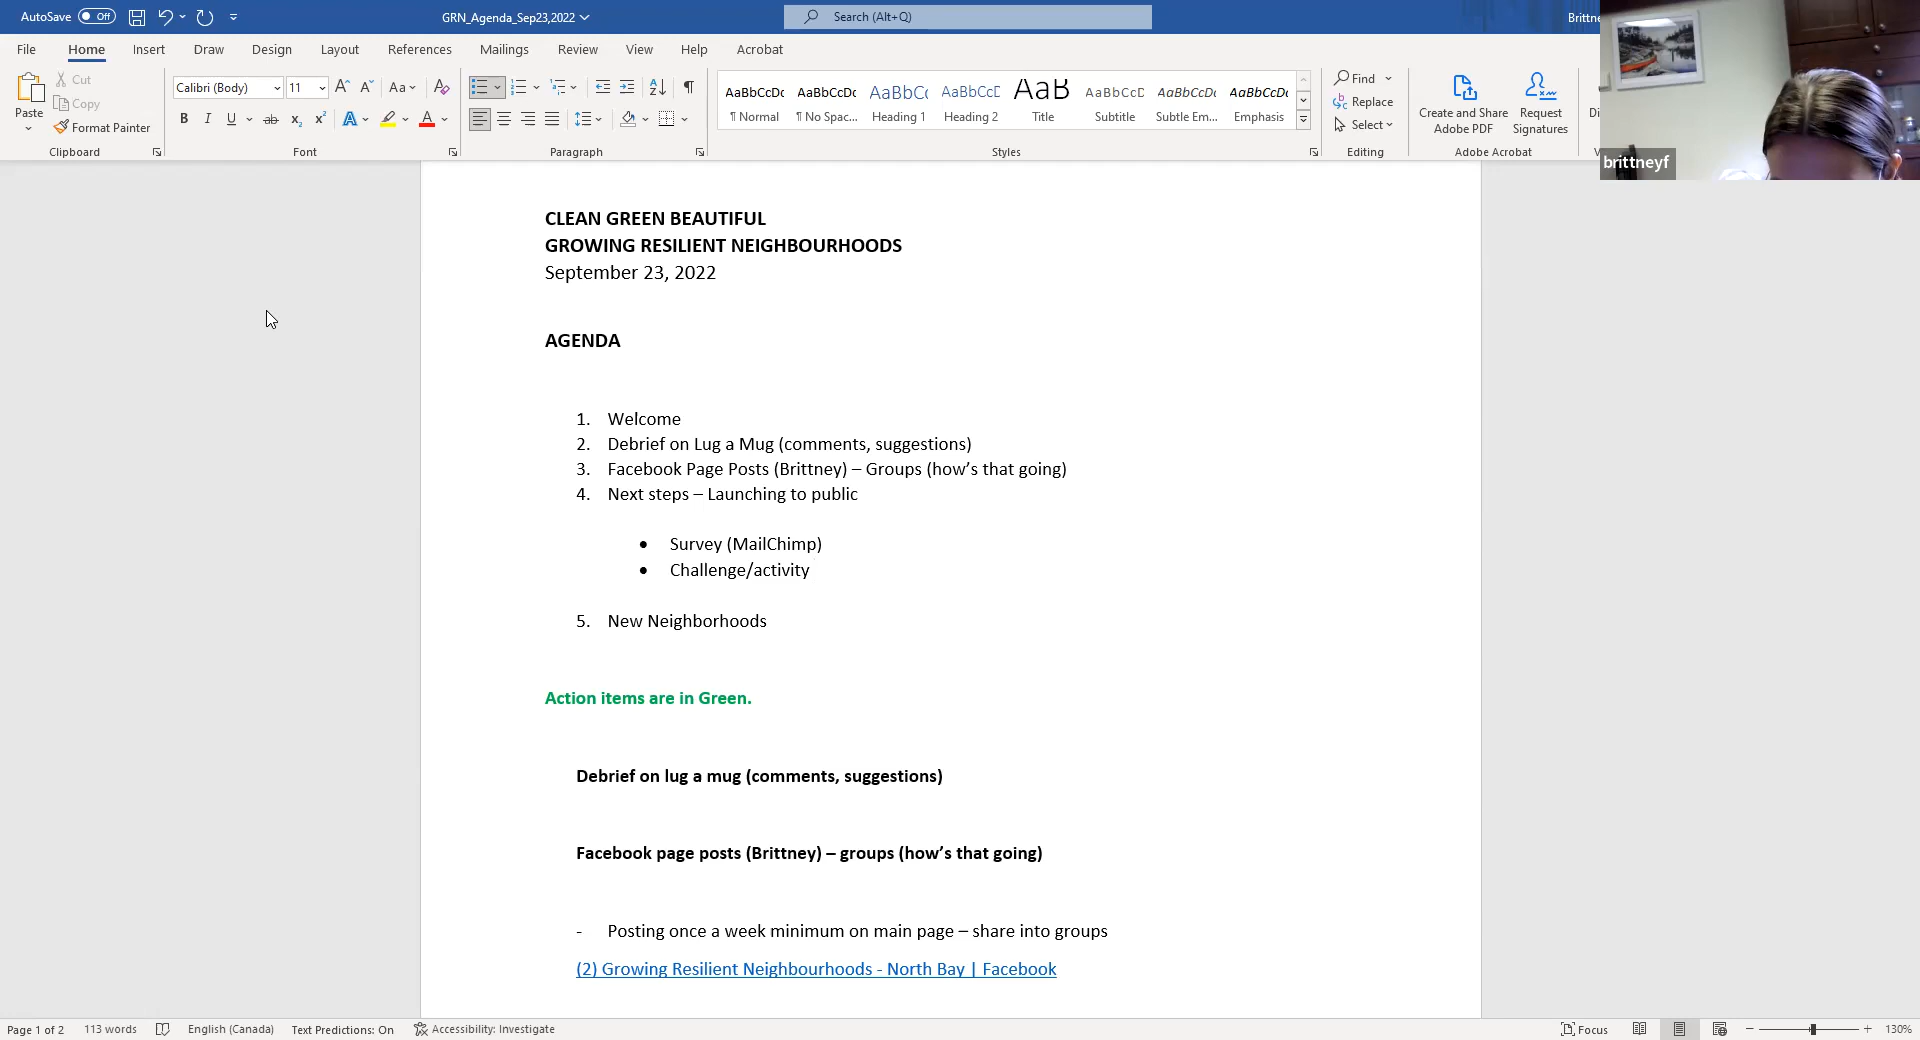 AutoSave Off GRN_Agenda_Sep23,2022 Search (Alt+Q)
File Home Insert Draw Design Layout References Mailings Review View Help Acrobat
Paste
Cut
Copy
Format Painter
Clipboard
Calibri (Body) 11
Font
Paragraph
AaBbCcDc AaBbCcDc AaBbC AaBbCcD AaB AaBbCcD AaBbCcDc AaBbCcDc
¶ Normal ¶ No Spac... Heading 1 Heading 2 Title Subtitle Subtle Em... Emphasis
Styles
Find
Replace
Select
Editing
Create and Share Adobe PDF
Request Signatures
Adobe Acrobat
brittneyf
CLEAN GREEN BEAUTIFUL
GROWING RESILIENT NEIGHBOURHOODS
September 23, 2022
AGENDA
1. Welcome
2. Debrief on Lug a Mug (comments, suggestions)
3. Facebook Page Posts (Brittney) – Groups (how’s that going)
4. Next steps – Launching to public
• Survey (MailChimp)
• Challenge/activity
5. New Neighborhoods
Action items are in Green.
Debrief on lug a mug (comments, suggestions)
Facebook page posts (Brittney) – groups (how’s that going)
- Posting once a week minimum on main page – share into groups
(2) Growing Resilient Neighbourhoods - North Bay | Facebook
Page 1 of 2 113 words English (Canada) Text Predictions: On Accessibility: Investigate Focus 130%